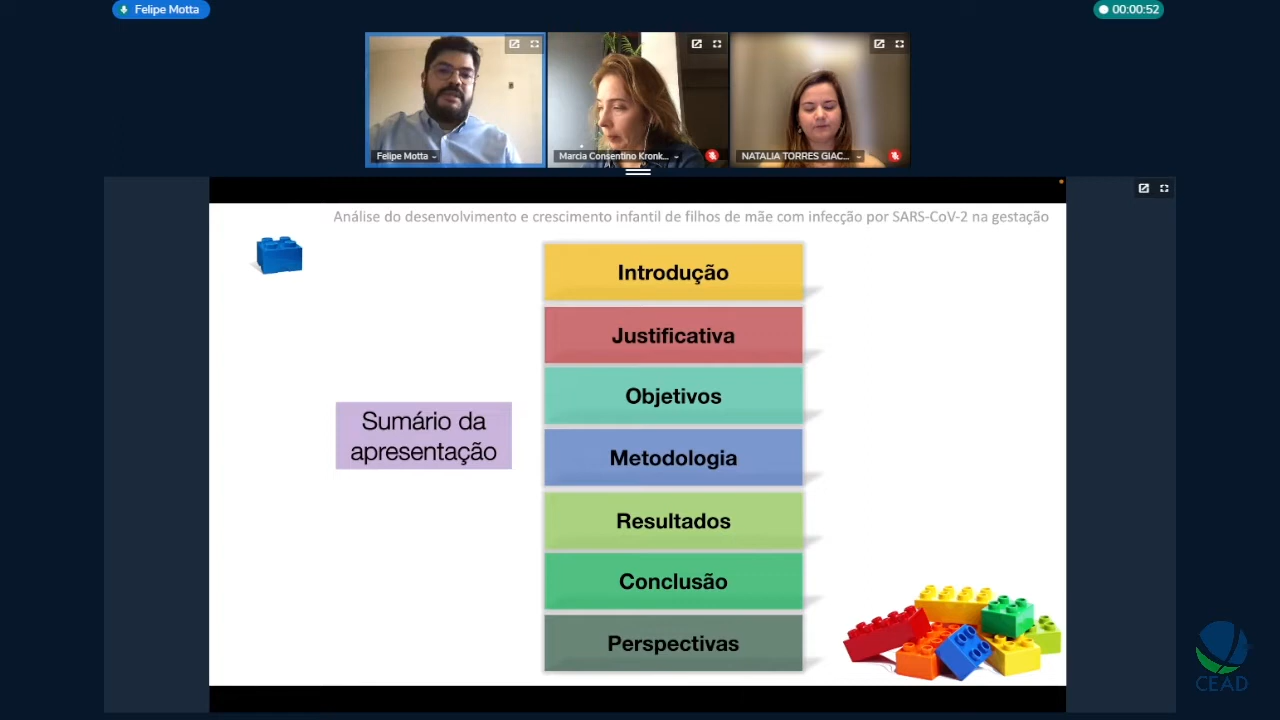 Felipe Motta
00:00:52
Felipe Motta
Marcia Consentino Kronk...
NATALIA TORRES GIAC...
Análise do desenvolvimento e crescimento infantil de filhos de mãe com infecção por SARS-CoV-2 na gestação
Sumário da
apresentação
Introdução
Justificativa
Objetivos
Metodologia
Resultados
Conclusão
Perspectivas
CEAD